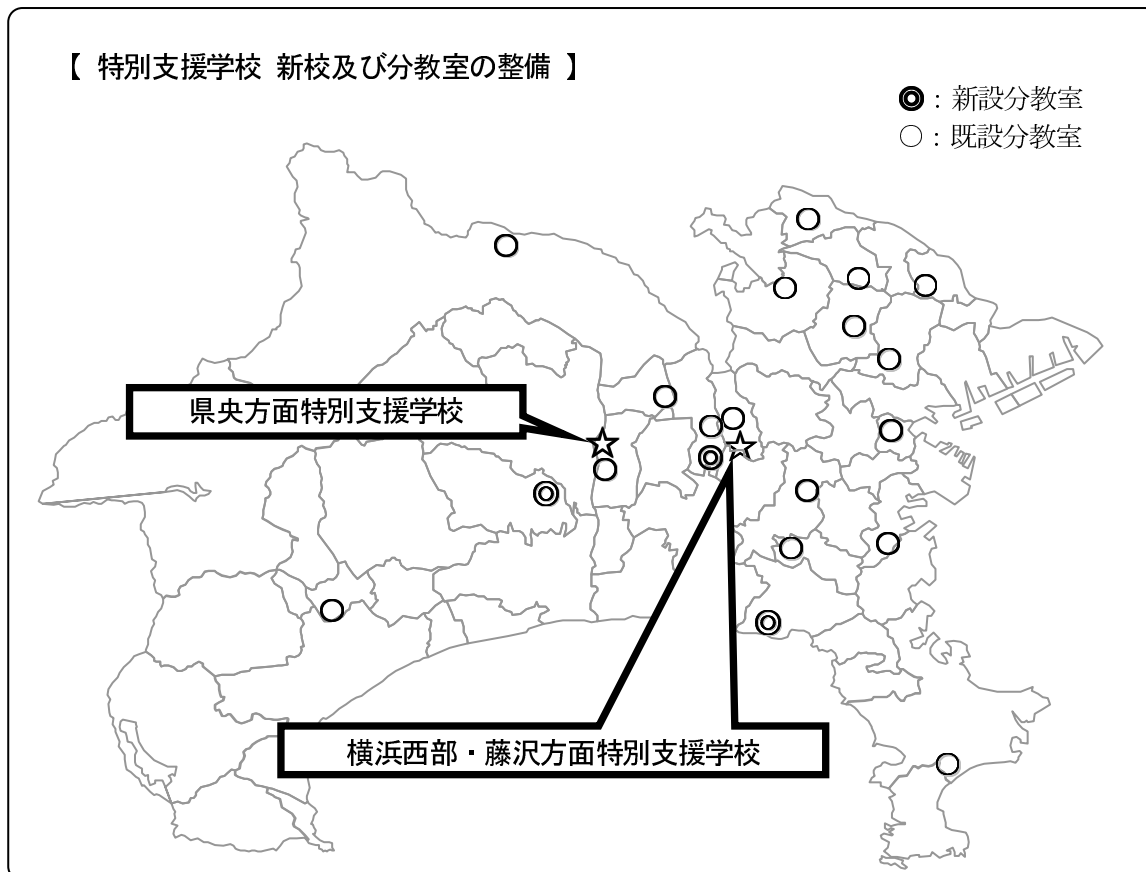 【 特別支援学校 新校及び分教室の整備 】
◎：新設分教室
○：既設分教室
県央方面特別支援学校
横浜西部・藤沢方面特別支援学校